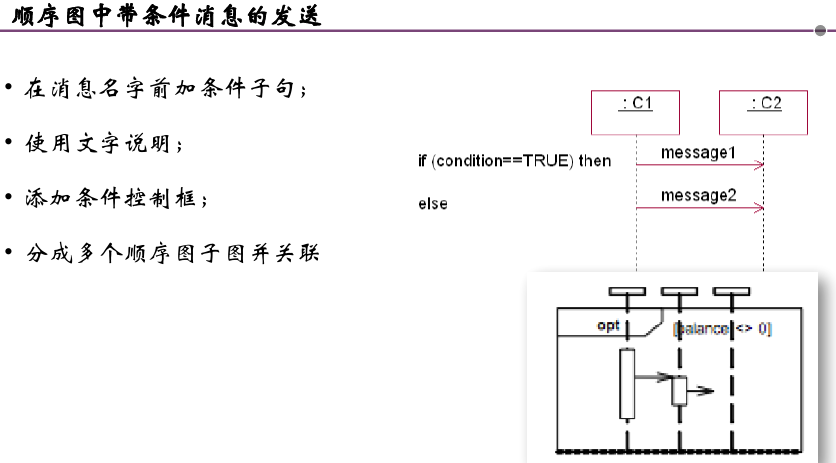 顺序图中带条件消息的发送
• 在消息名字前加条件子句；
• 使用文字说明；
• 添加条件控制框；
• 分成多个顺序图子图并关联
: C1
: C2
if (condition==TRUE) then
message1
else
message2
opt
[balance <> 0]